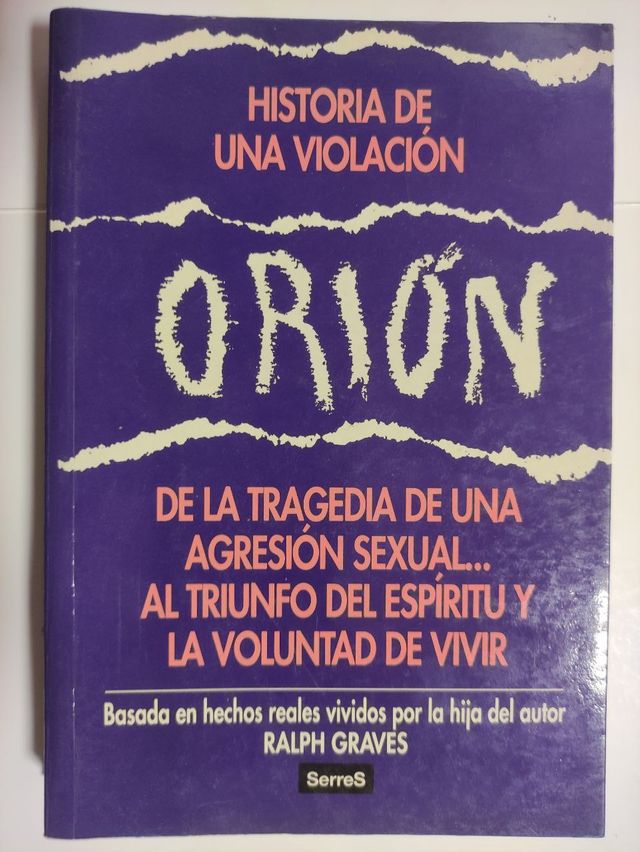 HISTORIA DE
UNA VIOLACIÓN
ORIÓN
DE LA TRAGEDIA DE UNA
AGRESIÓN SEXUAL...
AL TRIUNFO DEL ESPÍRITU Y
LA VOLUNTAD DE VIVIR
Basada en hechos reales vividos por la hija del autor
RALPH GRAVES
SerreS